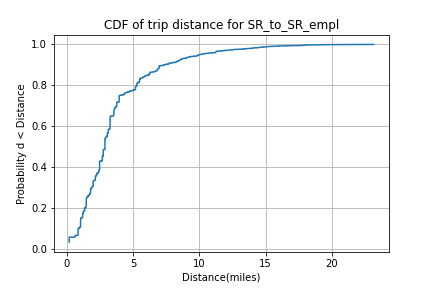 CDF of trip distance for SR_to_SR_empl
1.0
0.8
0.6
0.4
0.2
0.0
Probability d < Distance
0 5 10 15 20
Distance(miles)